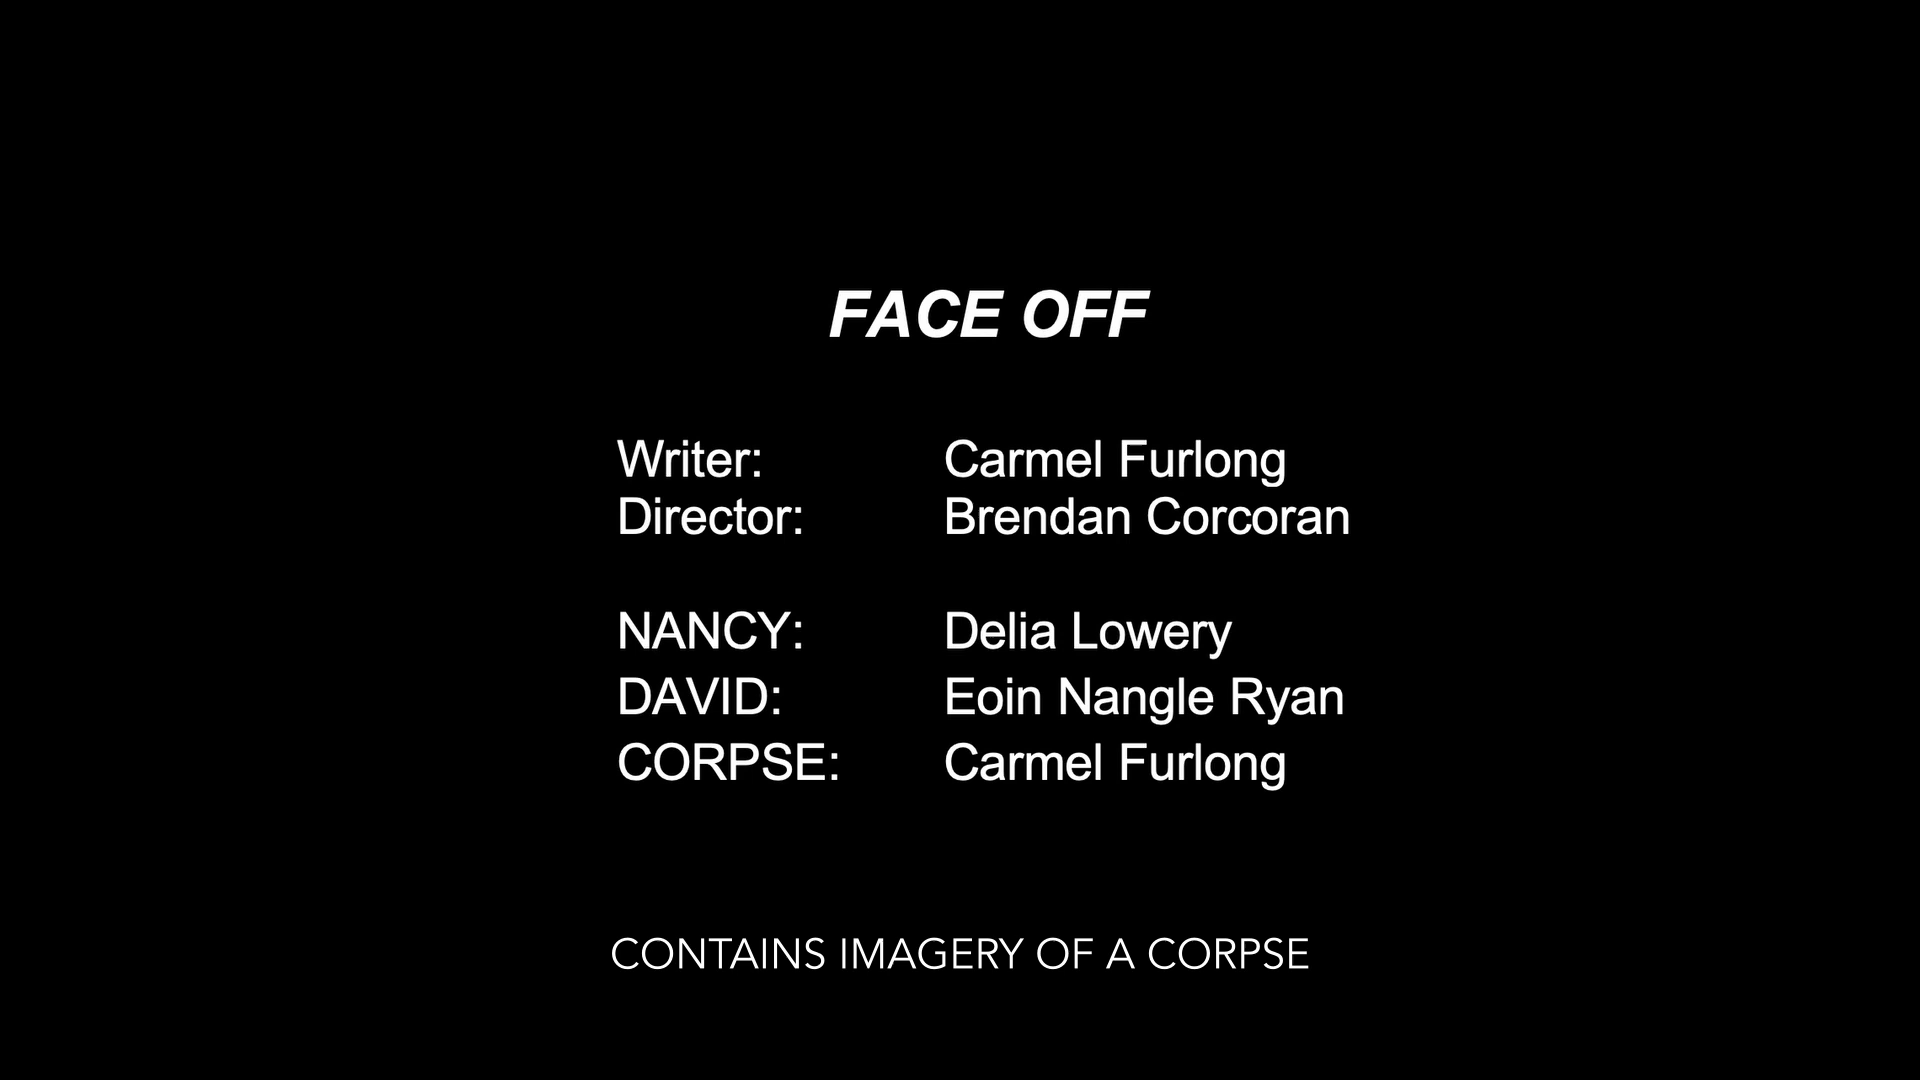 FACE OFF
Writer: Carmel Furlong
Director: Brendan Corcoran
NANCY: Delia Lowery
DAVID: Eoin Nangle Ryan
CORPSE: Carmel Furlong
CONTAINS IMAGERY OF A CORPSE